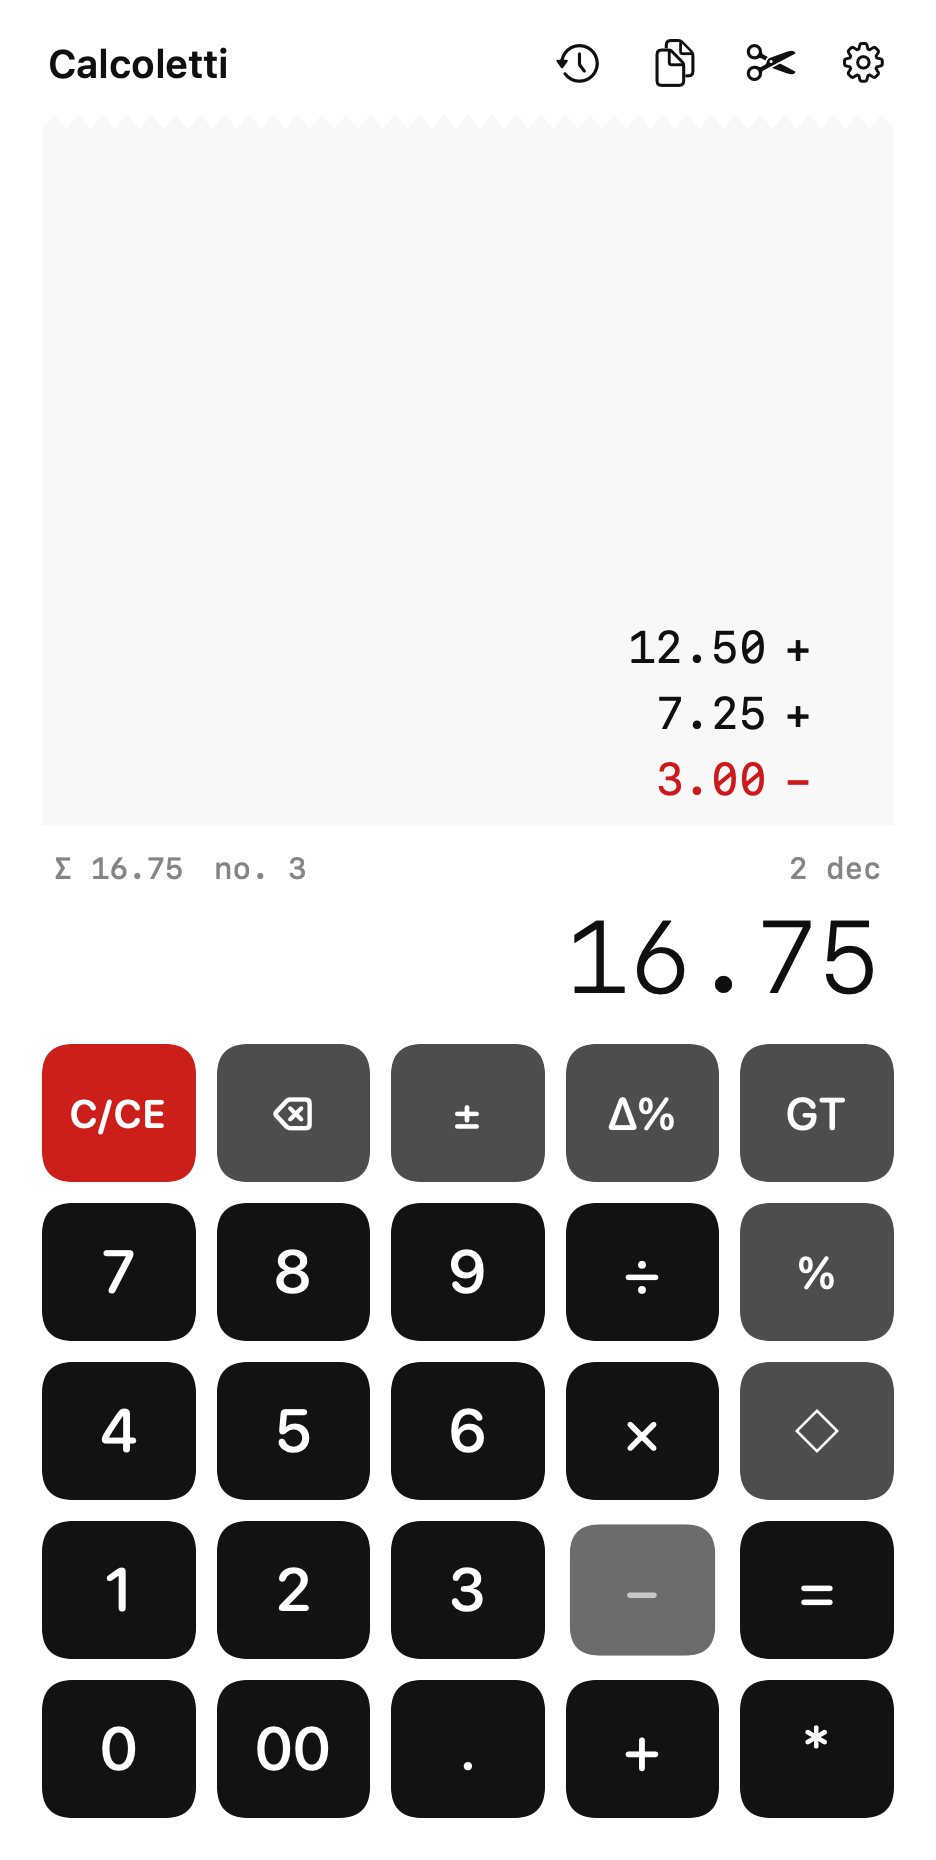 Calcoletti
12.50 +
7.25 +
3.00 −
Σ 16.75 no. 3 2 dec
16.75
C/CE ± Δ% GT
7 8 9 ÷ %
4 5 6 × ◇
1 2 3 − =
0 00 . + *